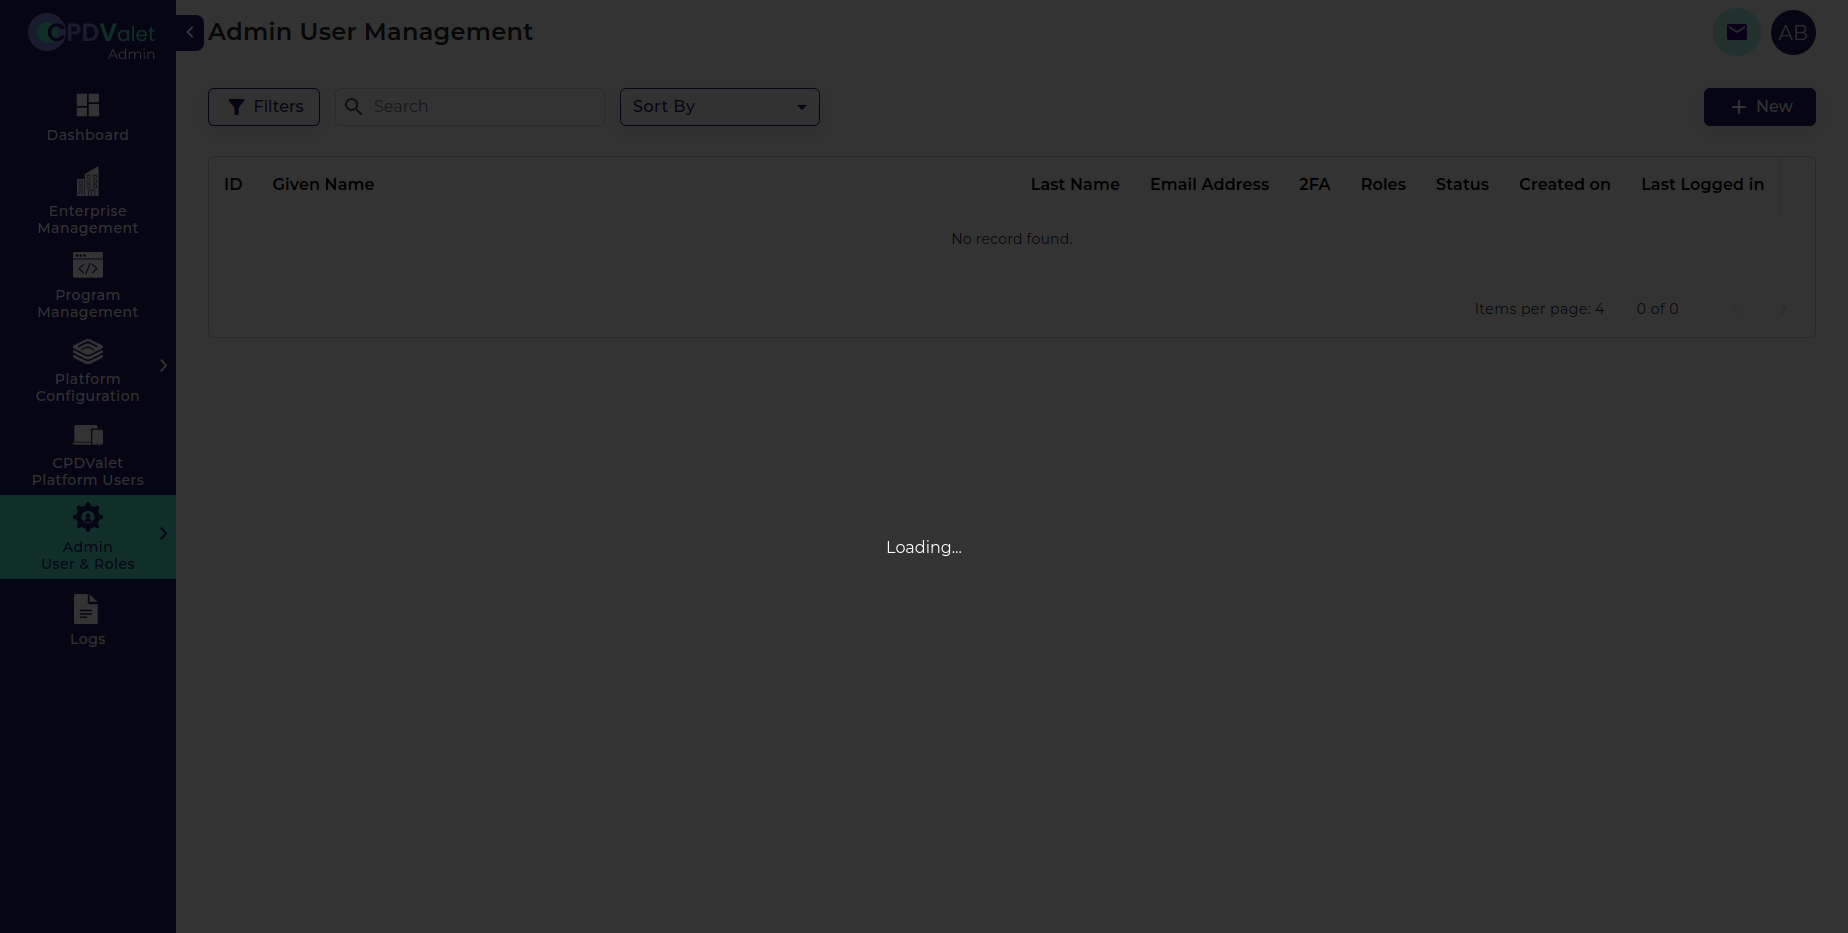 CPDValet
Admin
Admin User Management
AB
Filters
Search
Sort By
New
Dashboard
Enterprise
Management
Program
Management
Platform
Configuration
CPDValet
Platform Users
Admin
User & Roles
Logs
ID Given Name Last Name Email Address 2FA Roles Status Created on Last Logged in
No record found.
Items per page: 4 0 of 0
Loading...